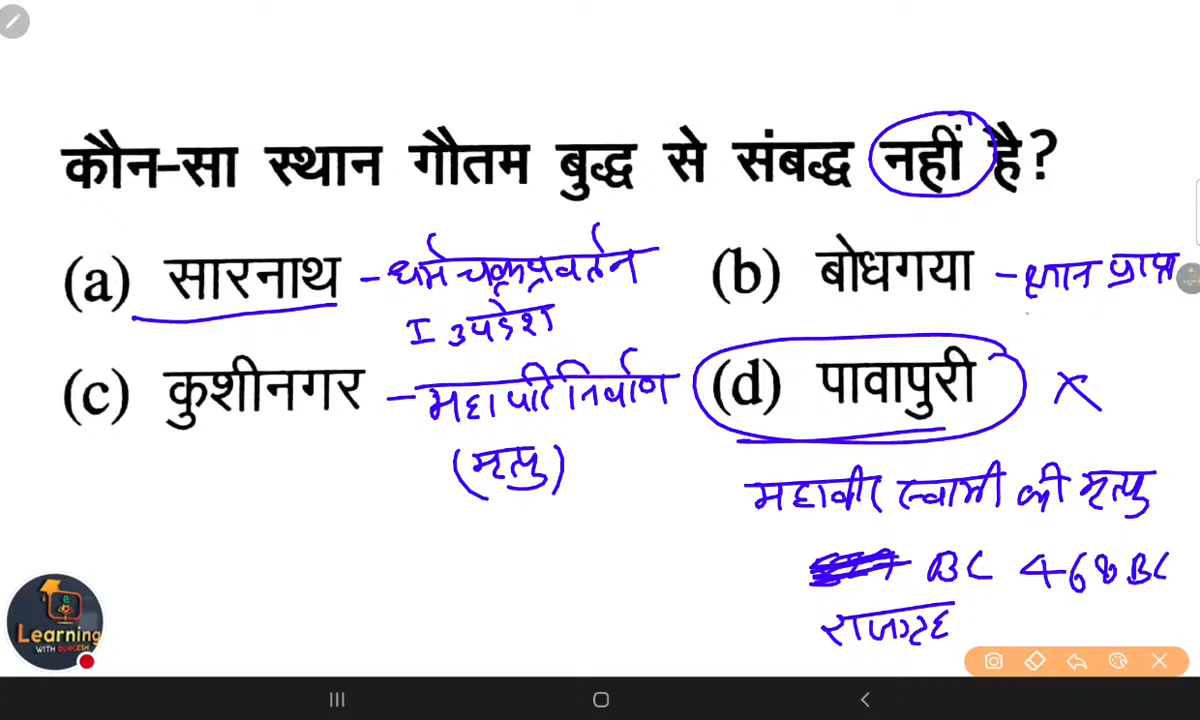 कौन-सा स्थान गौतम बुद्ध से संबद्ध नहीं है?
(a) सारनाथ - धर्मचक्रप्रवर्तन
I उपदेश
(b) बोधगया - ज्ञान प्राप्त
(c) कुशीनगर - महापरिनिर्वाण
(मृत्यु)
(d) पावापुरी X
महावीर स्वामी की मृत्यु
BC 468 BC
राजगृह
Learning
WITH DURGESH